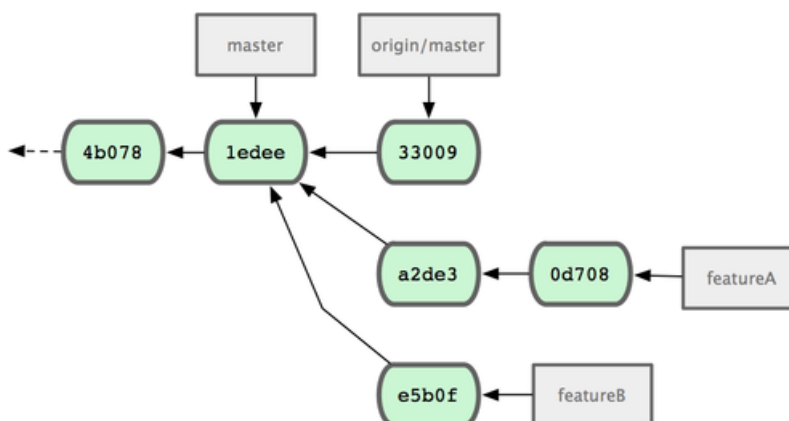 master
origin/master
4b078
1edee
33009
a2de3
0d708
featureA
e5b0f
featureB